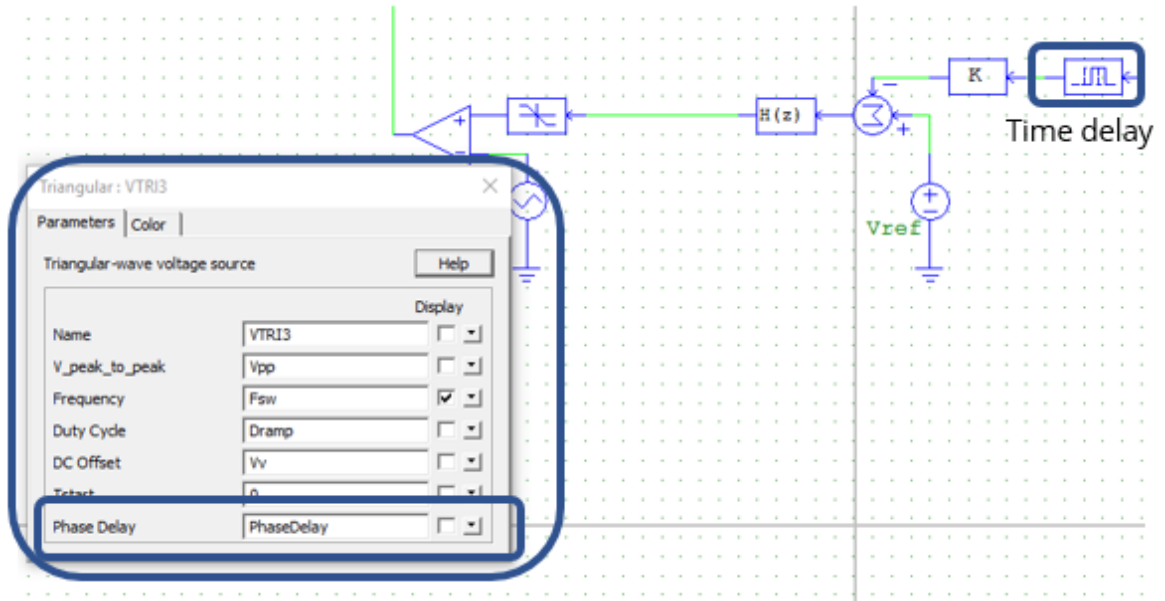 K
Time delay
H(z)
Vref
Triangular : VTRI3
Parameters Color
Triangular-wave voltage source Help
Display
Name VTRI3
V_peak_to_peak Vpp
Frequency Fsw
Duty Cycle Dramp
DC Offset Vv
Tstart 0
Phase Delay PhaseDelay